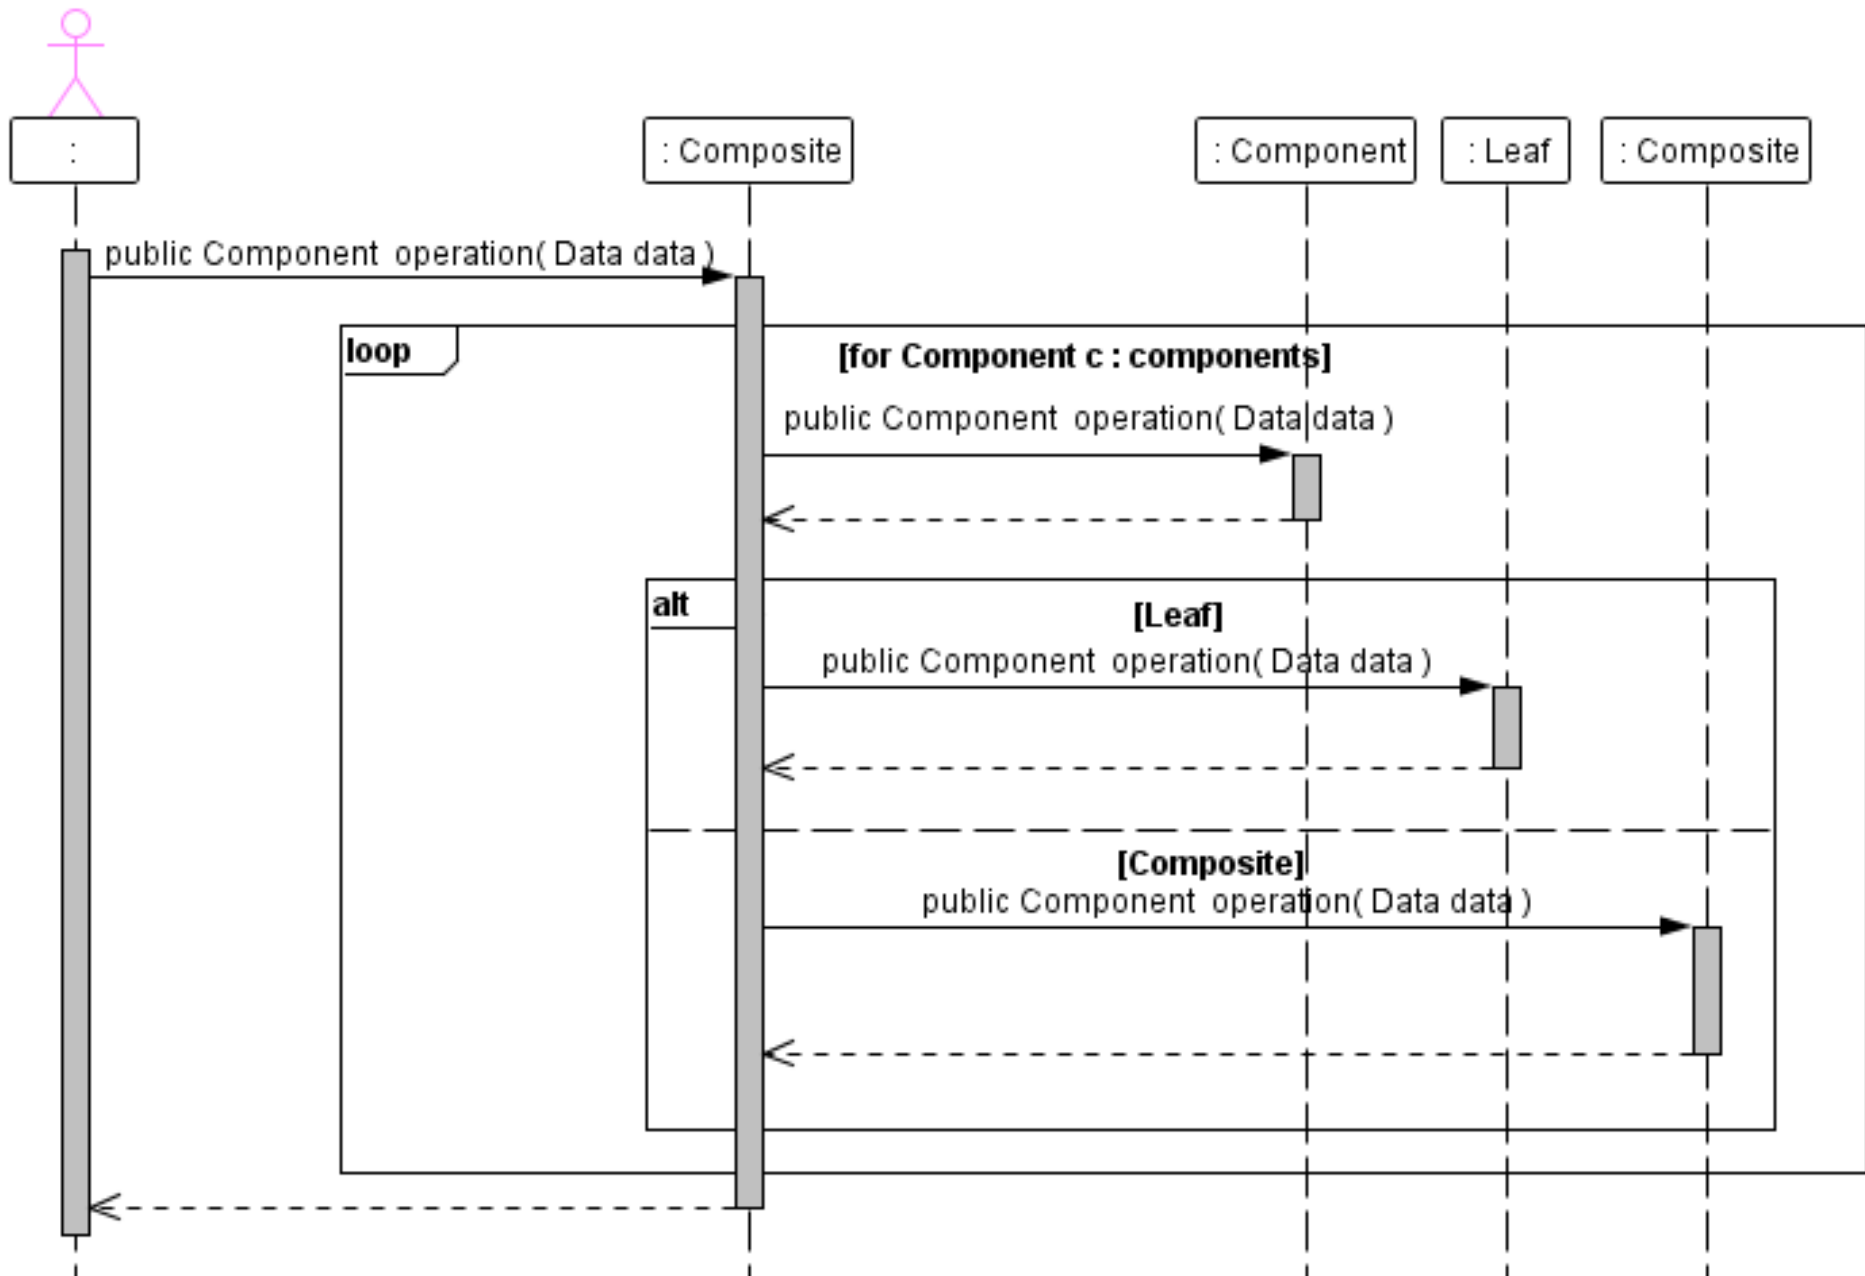 :
: Composite
: Component
: Leaf
: Composite
public Component operation( Data data )
loop
[for Component c : components]
public Component operation( Data data )
alt
[Leaf]
public Component operation( Data data )
[Composite]
public Component operation( Data data )